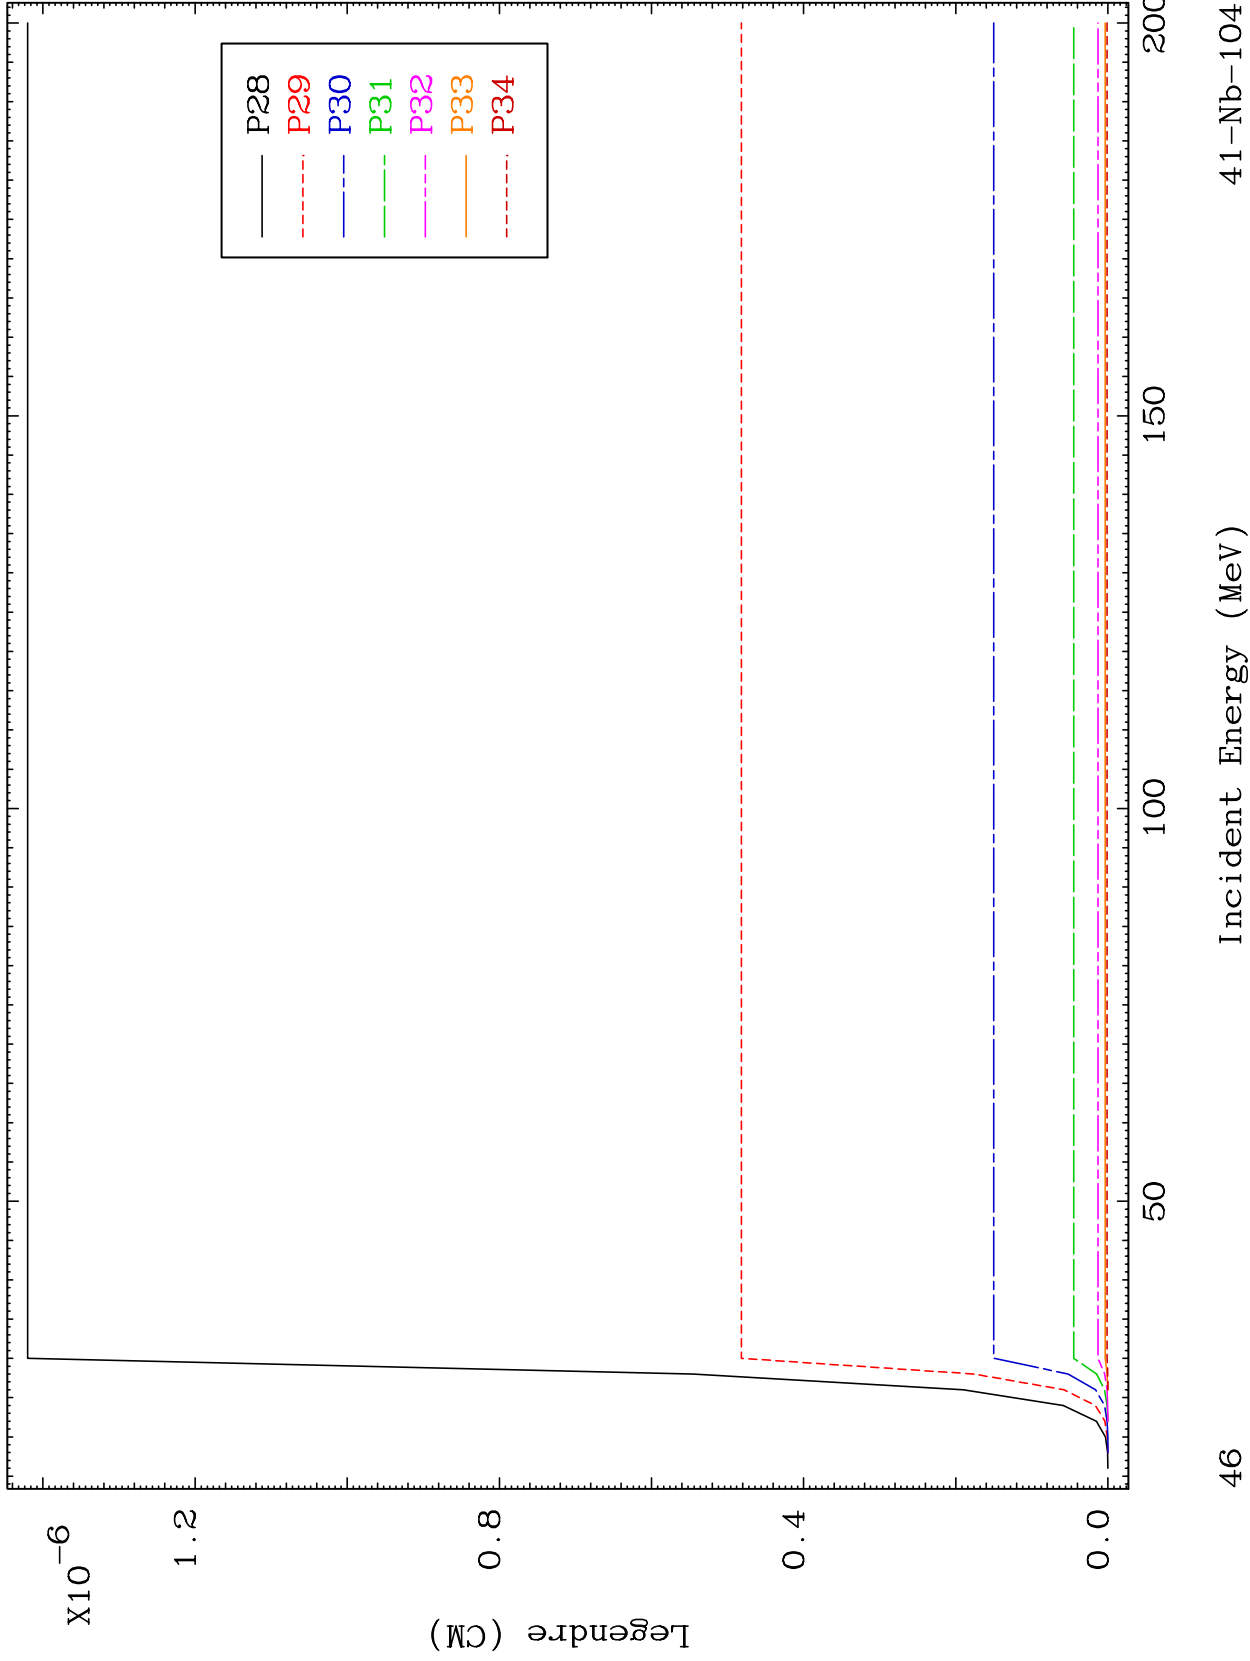 X10-6
1.2
0.8
0.4
0.0
Legendre (CM)
P28
P29
P30
P31
P32
P33
P34
50
100
150
200
Incident Energy (MeV)
46
41-Nb-104